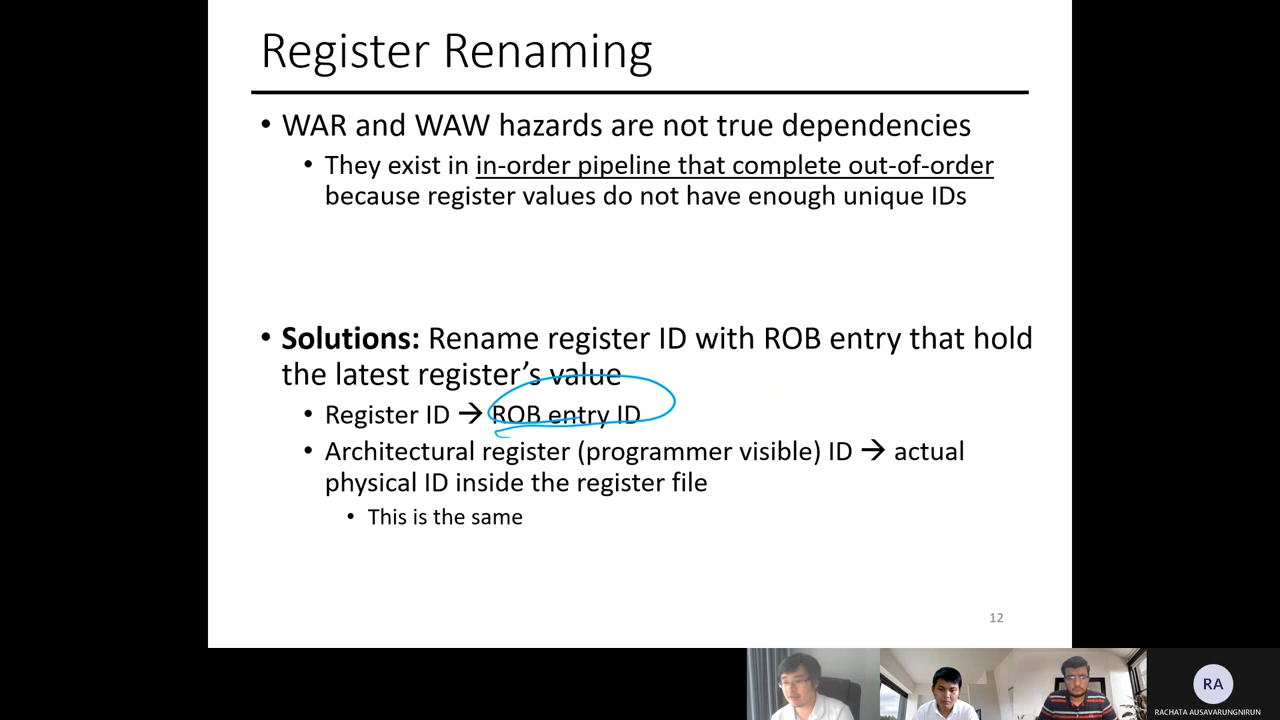 Register Renaming
• WAR and WAW hazards are not true dependencies
• They exist in in-order pipeline that complete out-of-order
because register values do not have enough unique IDs
• Solutions: Rename register ID with ROB entry that hold
the latest register’s value
• Register ID → ROB entry ID
• Architectural register (programmer visible) ID → actual
physical ID inside the register file
• This is the same
12
RA
RACHATA AUSAVARUNGNIRUN